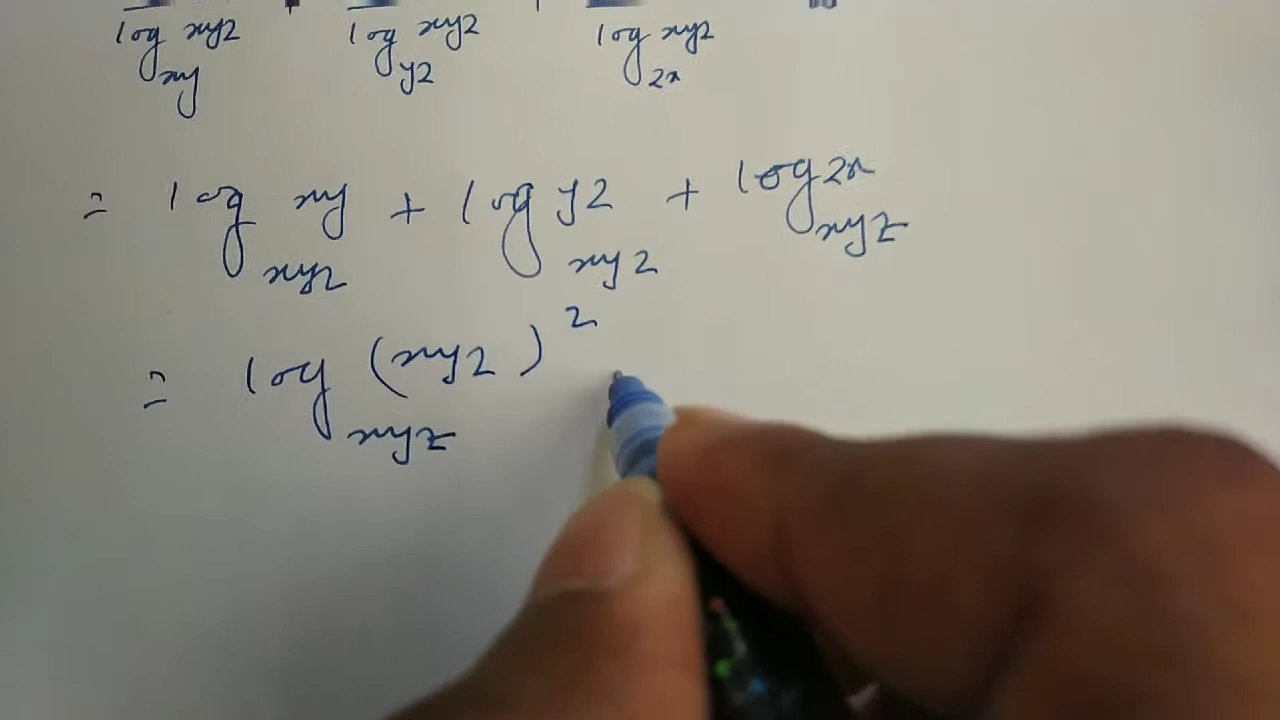 log xyz log xyz log xyz
xy yz zx
= log xy + log yz + log zx
xyz xyz xyz
= log (xyz)²
xyz